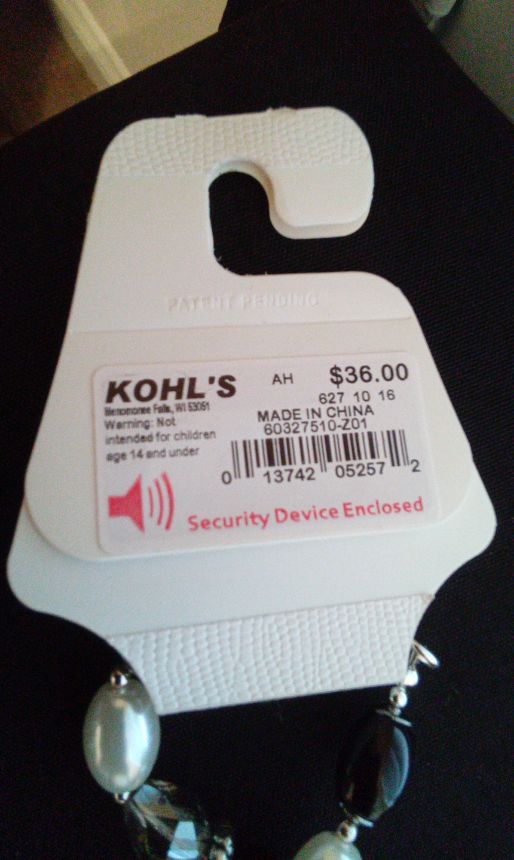 PATENT PENDING
KOHL'S
Menomonee Falls, WI 53051
Warning: Not
intended for children
age 14 and under
AH
$36.00
627 10 16
MADE IN CHINA
60327510-Z01
0 13742 05257 2
Security Device Enclosed